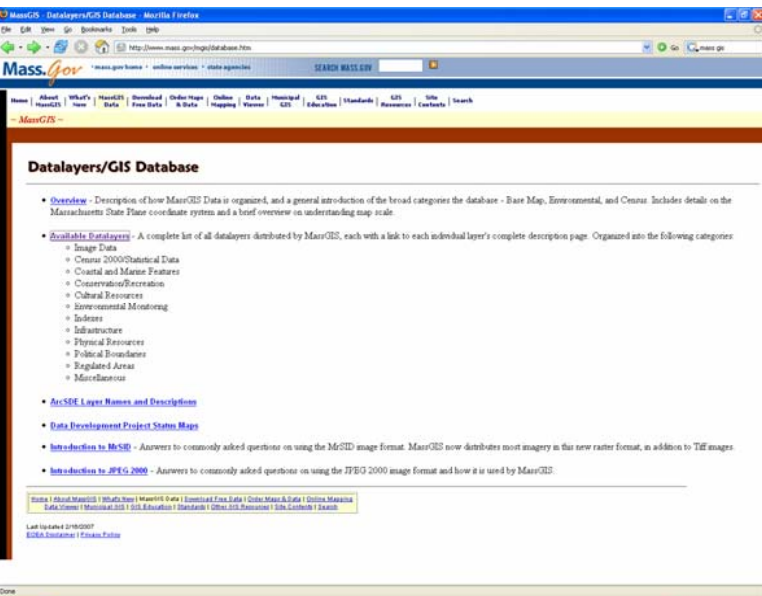 MassGIS - Datalayers/GIS Database - Mozilla Firefox
File Edit View Go Bookmarks Tools Help
http://www.mass.gov/mgis/database.htm Go mass gis
Mass.Gov mass.gov home online services state agencies SEARCH MASS.GOV
Home | About MassGIS | What's New | MassGIS Data | Download Free Data | Order Maps & Data | Online Mapping | Data Viewer | Municipal GIS | GIS Education | Standards | GIS Resources | Site Contents | Search
~ MassGIS ~
Datalayers/GIS Database
• Overview - Description of how MassGIS Data is organized, and a general introduction of the broad categories the database - Base Map, Environmental, and Census. Includes details on the
Massachusetts State Plane coordinate system and a brief overview on understanding map scale.
• Available Datalayers - A complete list of all datalayers distributed by MassGIS, each with a link to each individual layer's complete description page. Organized into the following categories:
Image Data
Census 2000/Statistical Data
Coastal and Marine Features
Conservation/Recreation
Cultural Resources
Environmental Monitoring
Indexes
Infrastructure
Physical Resources
Political Boundaries
Regulated Areas
Miscellaneous
• ArcSDE Layer Names and Descriptions
• Data Development Project Status Maps
• Introduction to MrSID - Answers to commonly asked questions on using the MrSID image format. MassGIS now distributes most imagery in this new raster format, in addition to Tiff images.
• Introduction to JPEG 2000 - Answers to commonly asked questions on using the JPEG 2000 image format and how it is used by MassGIS.
Home | About MassGIS | What's New | MassGIS Data | Download Free Data | Order Maps & Data | Online Mapping
Data Viewer | Municipal GIS | GIS Education | Standards | Other GIS Resources | Site Contents | Search
Last Updated 2/16/2007
EOEA Disclaimer | Privacy Policy
Done